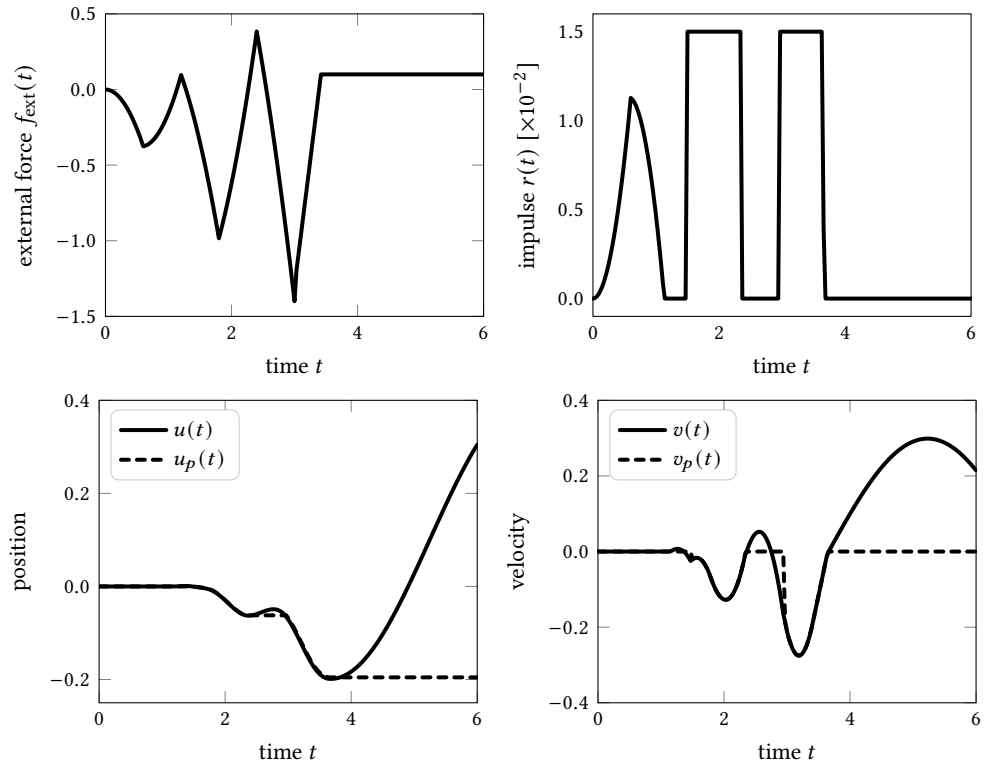 0.5
0.0
−0.5
−1.0
−1.5
external force f_ext(t)
0
2
4
6
time t
1.5
1.0
0.5
0.0
impulse r(t) [×10⁻²]
0
2
4
6
time t
0.4
0.2
0.0
−0.2
position
u(t)
u_p(t)
0
2
4
6
time t
0.4
0.2
0.0
−0.2
−0.4
velocity
v(t)
v_p(t)
0
2
4
6
time t